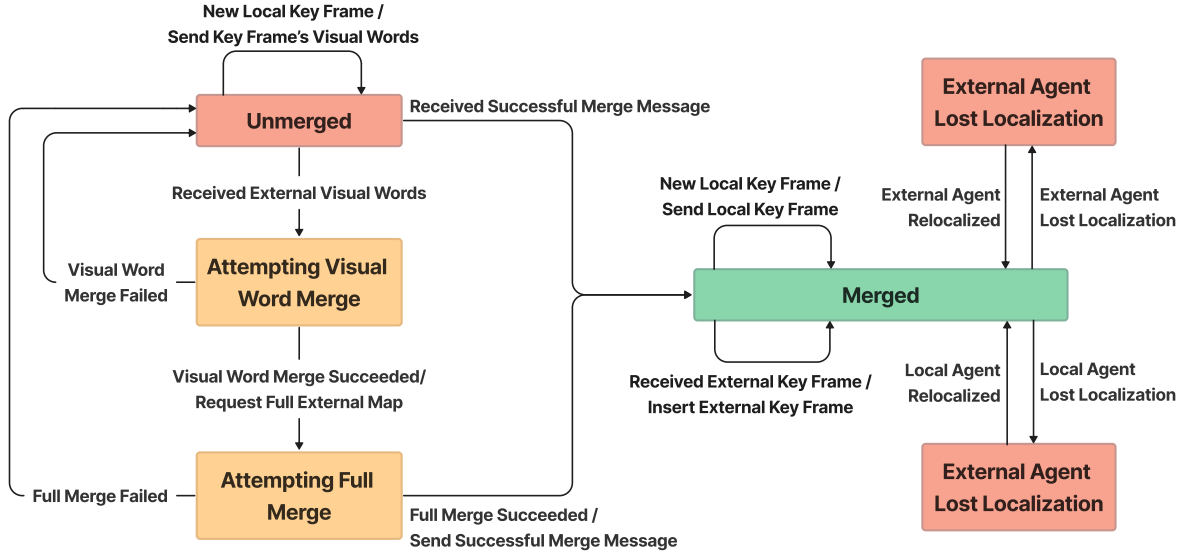 New Local Key Frame /
Send Key Frame's Visual Words
Unmerged
Received Successful Merge Message
Received External Visual Words
Attempting Visual
Word Merge
Visual Word
Merge Failed
Visual Word Merge Succeeded/
Request Full External Map
Attempting Full
Merge
Full Merge Failed
Full Merge Succeeded /
Send Successful Merge Message
New Local Key Frame /
Send Local Key Frame
Merged
Received External Key Frame /
Insert External Key Frame
External Agent
Lost Localization
External Agent
Relocalized
External Agent
Lost Localization
Local Agent
Relocalized
Local Agent
Lost Localization
External Agent
Lost Localization